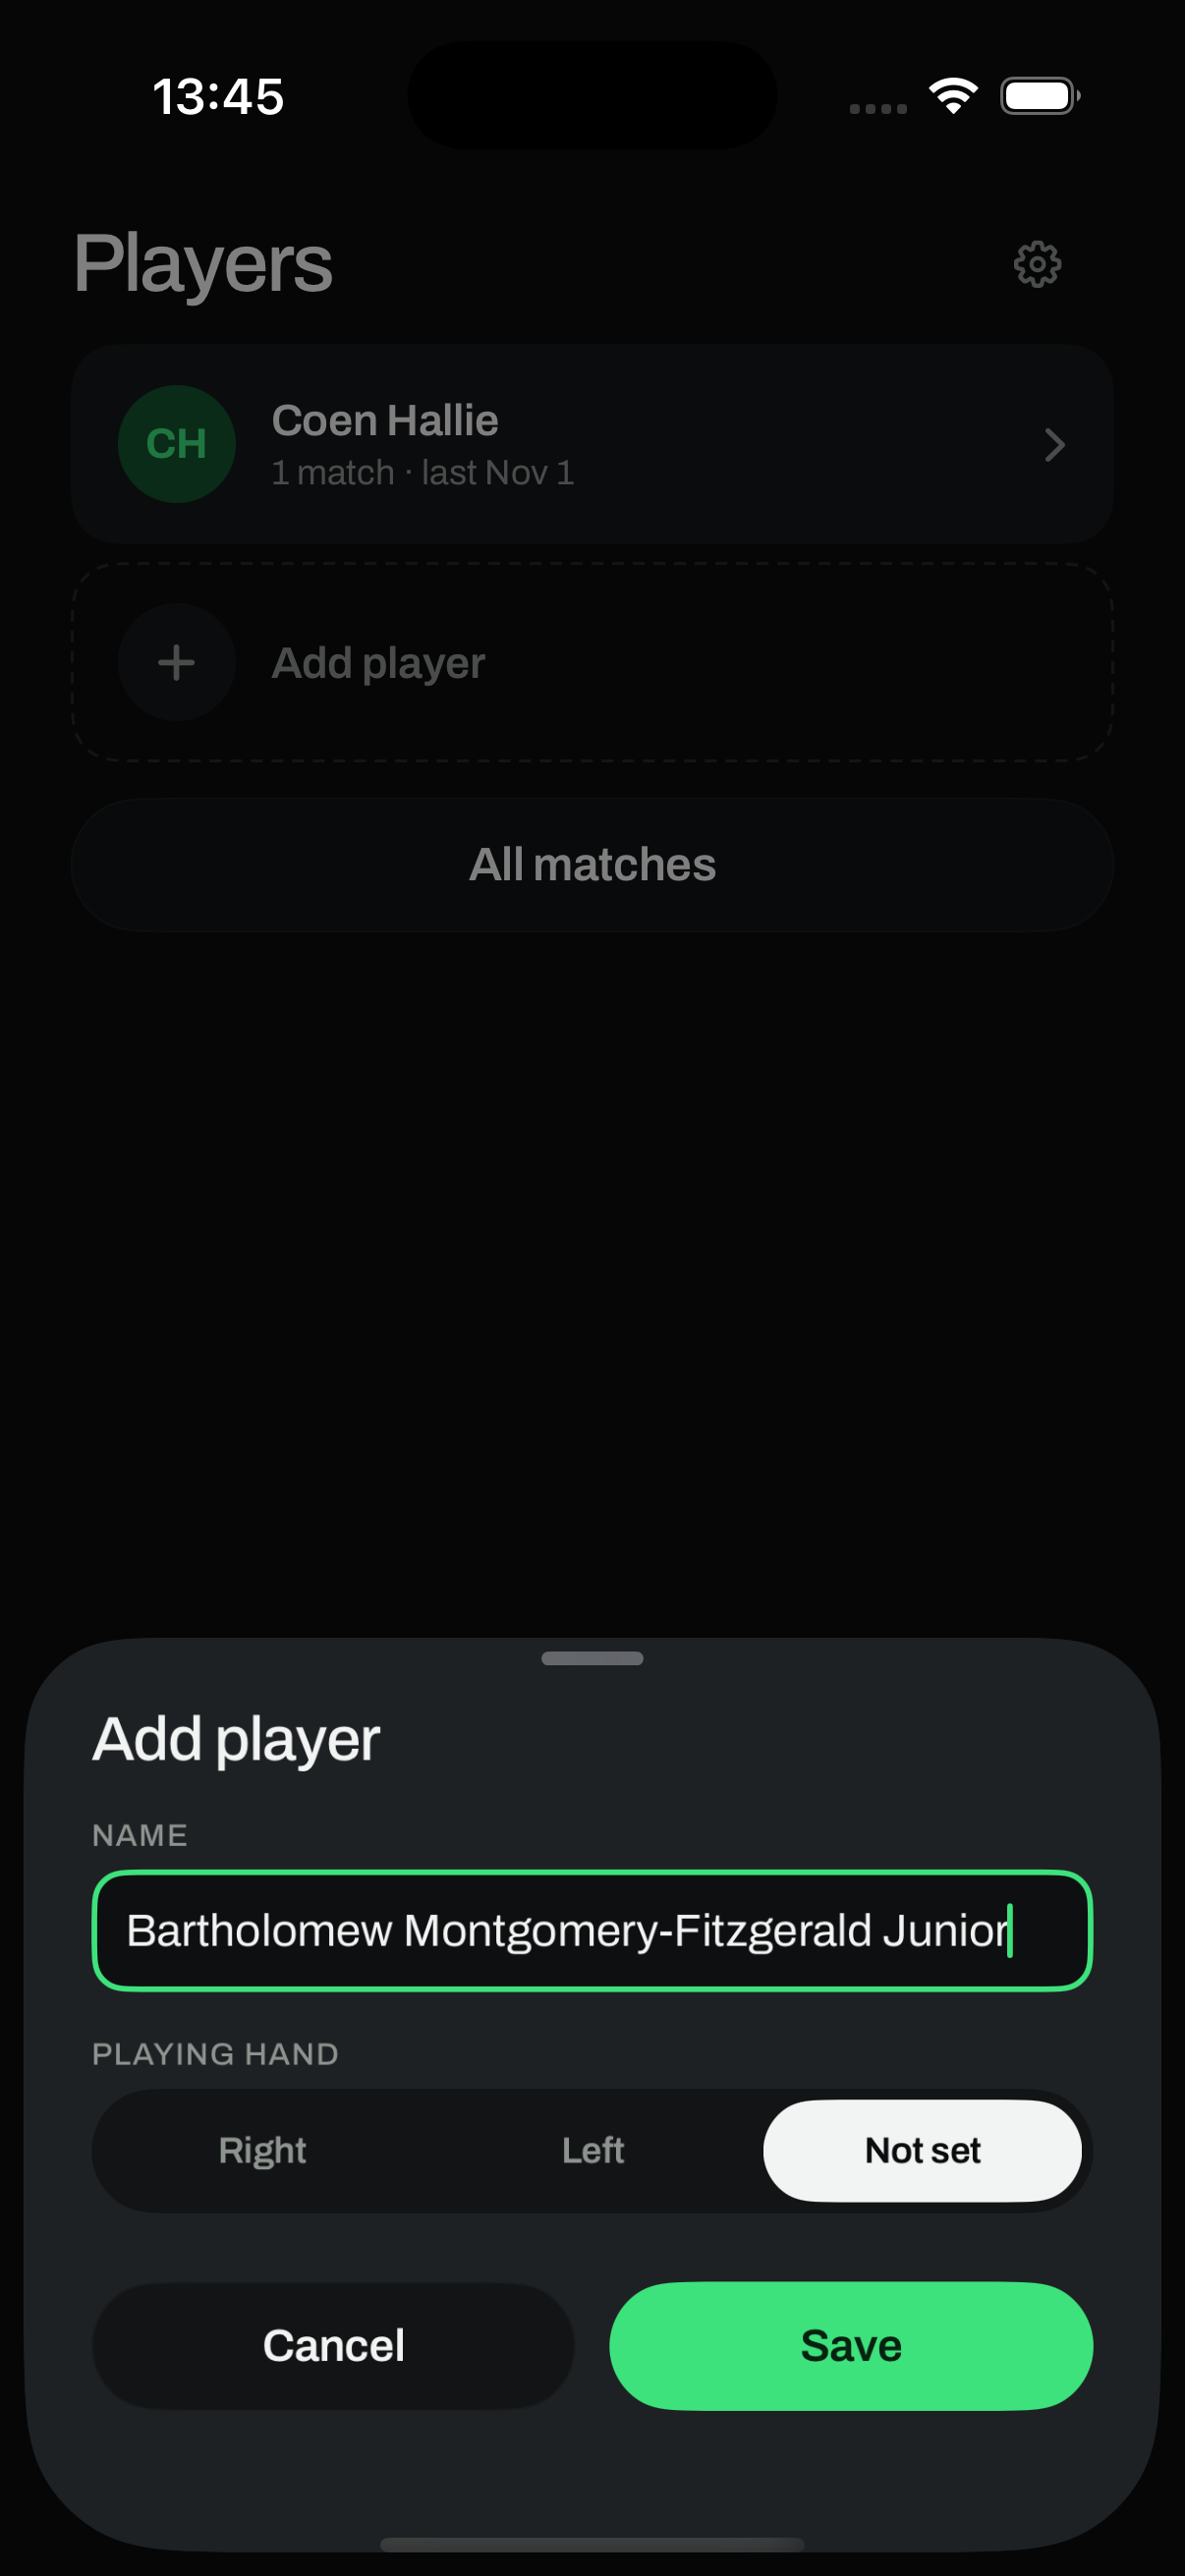 13:45
Players
CH
Coen Hallie
1 match · last Nov 1
Add player
All matches
Add player
NAME
Bartholomew Montgomery-Fitzgerald Junior
PLAYING HAND
Right Left Not set
Cancel Save